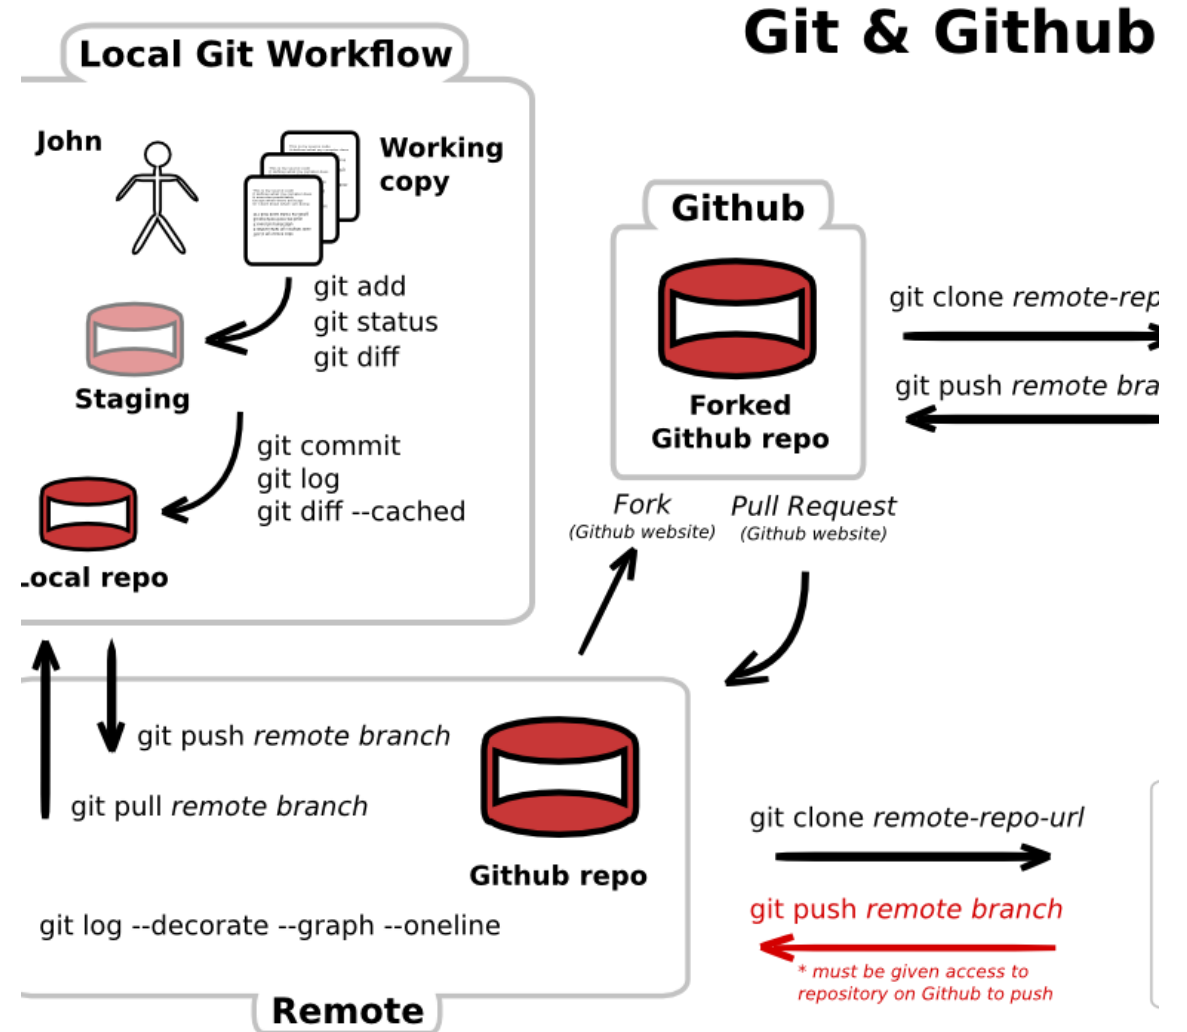 Git & Github
Local Git Workflow
John
Working
copy
git add
git status
git diff
Staging
git commit
git log
git diff --cached
Local repo
Github
Forked
Github repo
git clone remote-rep
git push remote bra
Fork
(Github website)
Pull Request
(Github website)
git push remote branch
git pull remote branch
Github repo
git log --decorate --graph --oneline
Remote
git clone remote-repo-url
git push remote branch
* must be given access to
repository on Github to push